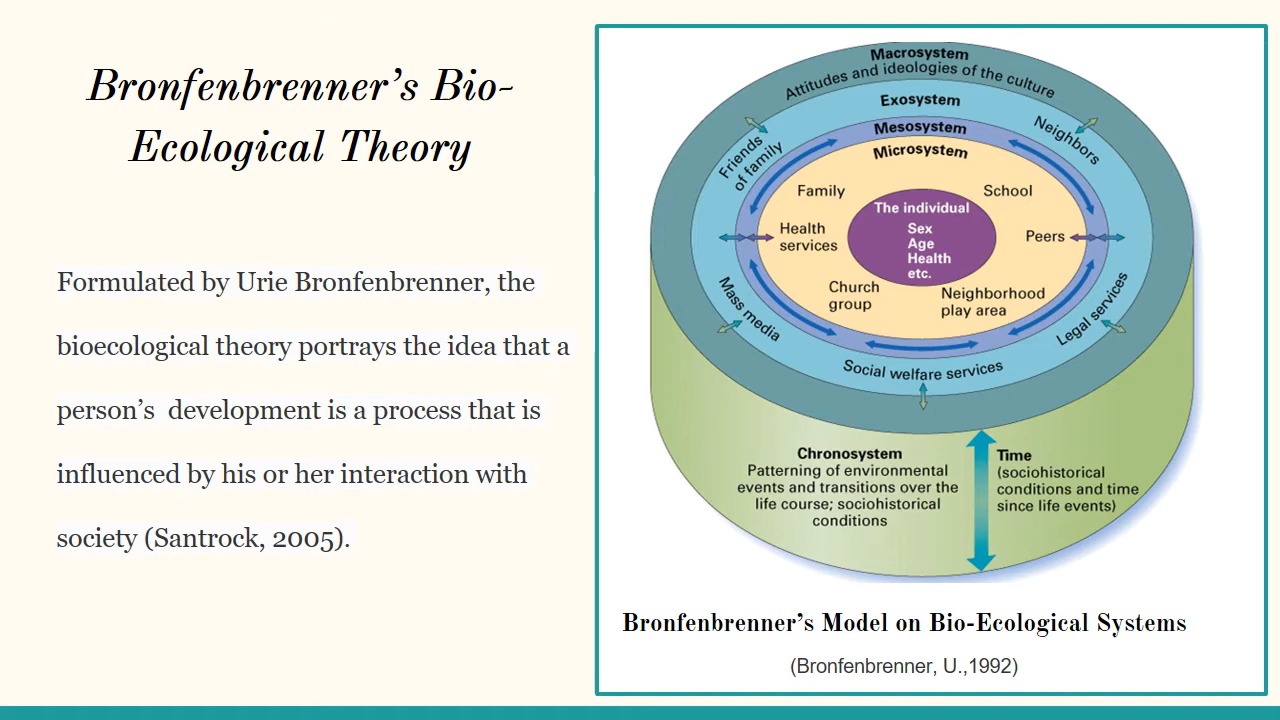 Bronfenbrenner’s Bio-
Ecological Theory
Formulated by Urie Bronfenbrenner, the
bioecological theory portrays the idea that a
person’s  development is a process that is
influenced by his or her interaction with
society (Santrock, 2005).
Macrosystem
Attitudes and ideologies of the culture
Exosystem
Mesosystem
Microsystem
Friends
of family
Neighbors
Family
School
The individual
Sex
Age
Health
etc.
Health
services
Peers
Church
group
Neighborhood
play area
Mass media
Legal services
Social welfare services
Chronosystem
Patterning of environmental
events and transitions over the
life course; sociohistorical
conditions
Time
(sociohistorical
conditions and time
since life events)
Bronfenbrenner’s Model on Bio-Ecological Systems
(Bronfenbrenner, U.,1992)